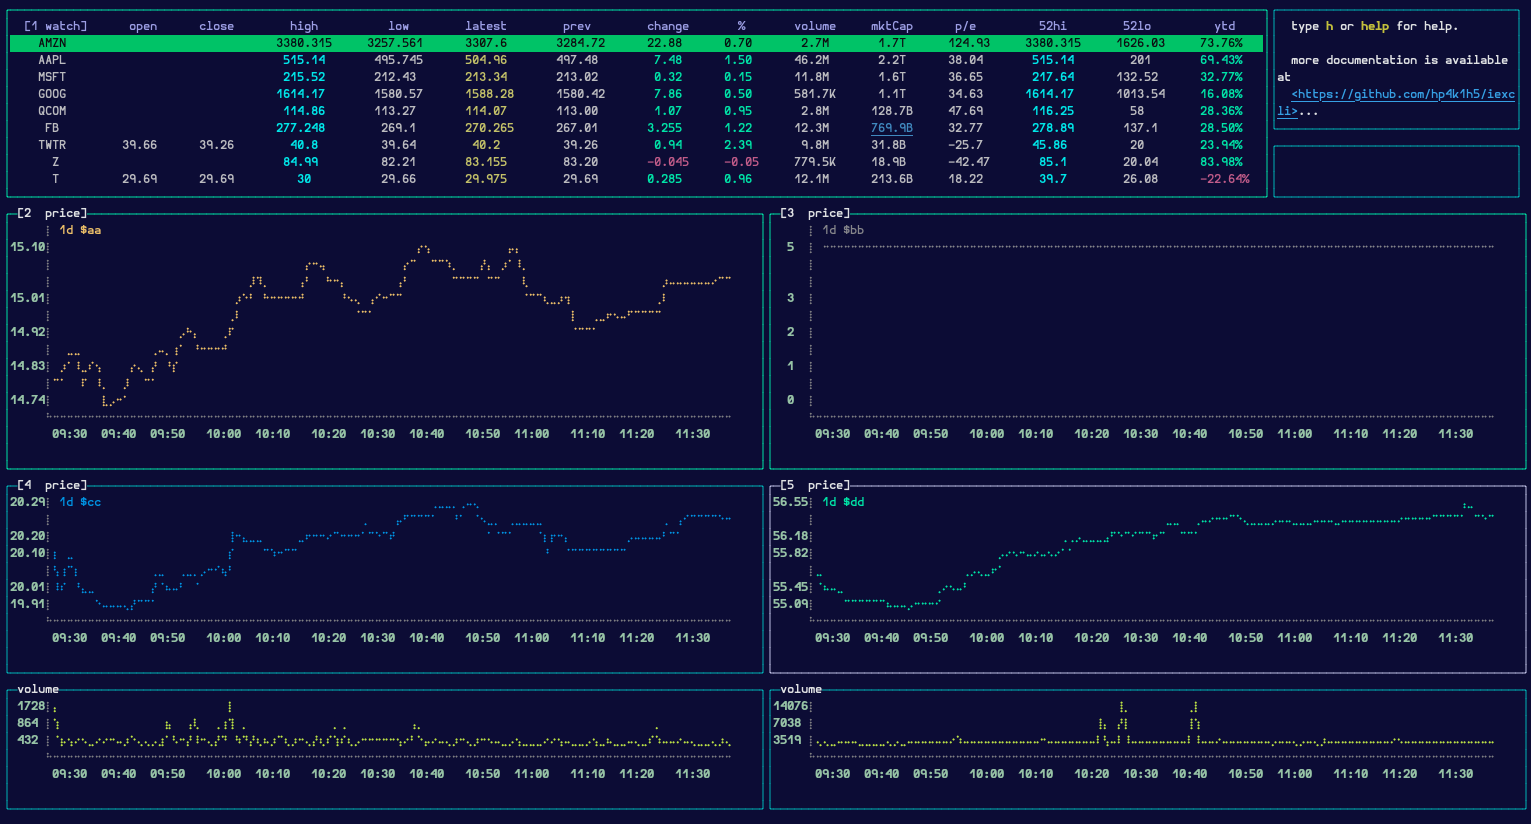 [1 watch] open close high low latest prev change % volume mktCap p/e 52hi 52lo ytd
AMZN 3380.315 3257.561 3307.6 3284.72 22.88 0.70 2.7M 1.7T 124.93 3380.315 1626.03 73.76%
AAPL 515.14 495.745 504.96 497.48 7.48 1.50 46.2M 2.2T 38.04 515.14 201 69.43%
MSFT 215.52 212.43 213.34 213.02 0.32 0.15 11.8M 1.6T 36.65 217.64 132.52 32.77%
GOOG 1614.17 1580.57 1588.28 1580.42 7.86 0.50 581.7K 1.1T 34.63 1614.17 1013.54 16.08%
QCOM 114.86 113.27 114.07 113.00 1.07 0.95 2.8M 128.7B 47.69 116.25 58 28.36%
FB 277.248 269.1 270.265 267.01 3.255 1.22 12.3M 769.9B 32.77 278.89 137.1 28.50%
TWTR 39.66 39.26 40.8 39.64 40.2 39.26 0.94 2.39 9.8M 31.8B -25.7 45.86 20 23.94%
Z 84.99 82.21 83.155 83.20 -0.045 -0.05 779.5K 18.9B -42.47 85.1 20.04 83.98%
T 29.69 29.69 30 29.66 29.975 29.69 0.285 0.96 12.1M 213.6B 18.22 39.7 26.08 -22.64%
type h or help for help.
more documentation is available
at
<https://github.com/hp4k1h5/iexc
li>...
[2 price]
1d $aa
15.10
15.01
14.92
14.83
14.74
09:30 09:40 09:50 10:00 10:10 10:20 10:30 10:40 10:50 11:00 11:10 11:20 11:30
[3 price]
1d $bb
5
3
2
1
0
09:30 09:40 09:50 10:00 10:10 10:20 10:30 10:40 10:50 11:00 11:10 11:20 11:30
[4 price]
20.29 1d $cc
20.20
20.10
20.01
19.91
09:30 09:40 09:50 10:00 10:10 10:20 10:30 10:40 10:50 11:00 11:10 11:20 11:30
[5 price]
56.55 1d $dd
56.18
55.82
55.45
55.09
09:30 09:40 09:50 10:00 10:10 10:20 10:30 10:40 10:50 11:00 11:10 11:20 11:30
volume
1728
864
432
09:30 09:40 09:50 10:00 10:10 10:20 10:30 10:40 10:50 11:00 11:10 11:20 11:30
volume
14076
7038
3519
09:30 09:40 09:50 10:00 10:10 10:20 10:30 10:40 10:50 11:00 11:10 11:20 11:30